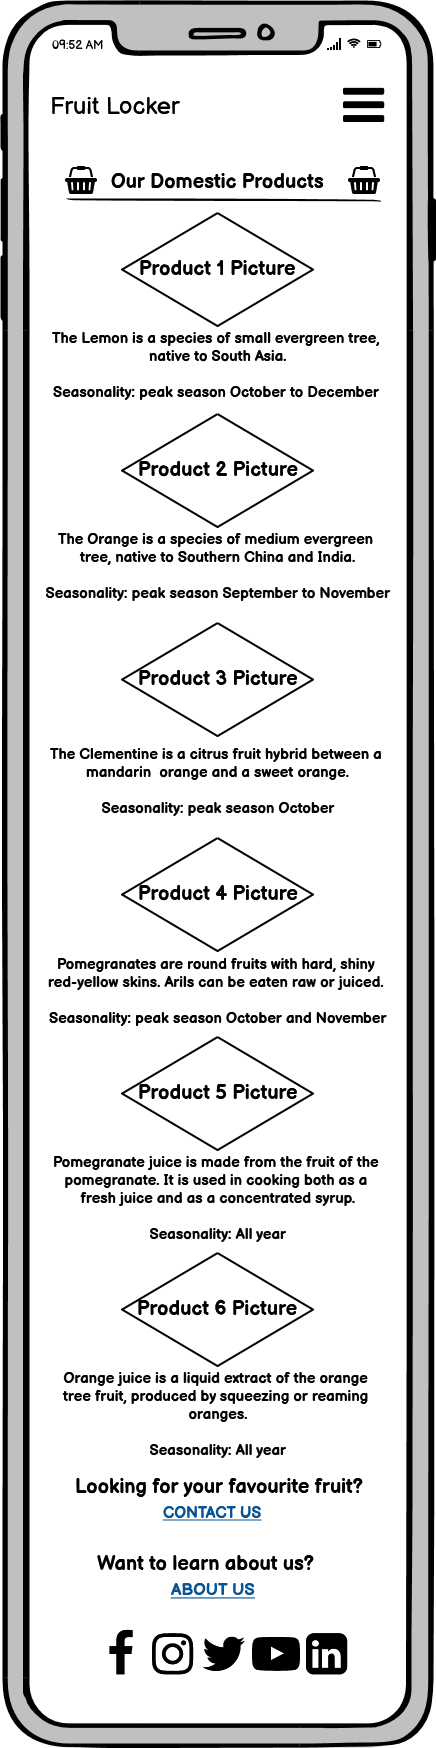 09:52 AM
Fruit Locker
Our Domestic Products
Product 1 Picture
The Lemon is a species of small evergreen tree,
native to South Asia.
Seasonality: peak season October to December
Product 2 Picture
The Orange is a species of medium evergreen
tree, native to Southern China and India.
Seasonality: peak season September to November
Product 3 Picture
The Clementine is a citrus fruit hybrid between a
mandarin  orange and a sweet orange.
Seasonality: peak season October
Product 4 Picture
Pomegranates are round fruits with hard, shiny
red-yellow skins. Arils can be eaten raw or juiced.
Seasonality: peak season October and November
Product 5 Picture
Pomegranate juice is made from the fruit of the
pomegranate. It is used in cooking both as a
fresh juice and as a concentrated syrup.
Seasonality: All year
Product 6 Picture
Orange juice is a liquid extract of the orange
tree fruit, produced by squeezing or reaming
oranges.
Seasonality: All year
Looking for your favourite fruit?
CONTACT US
Want to learn about us?
ABOUT US